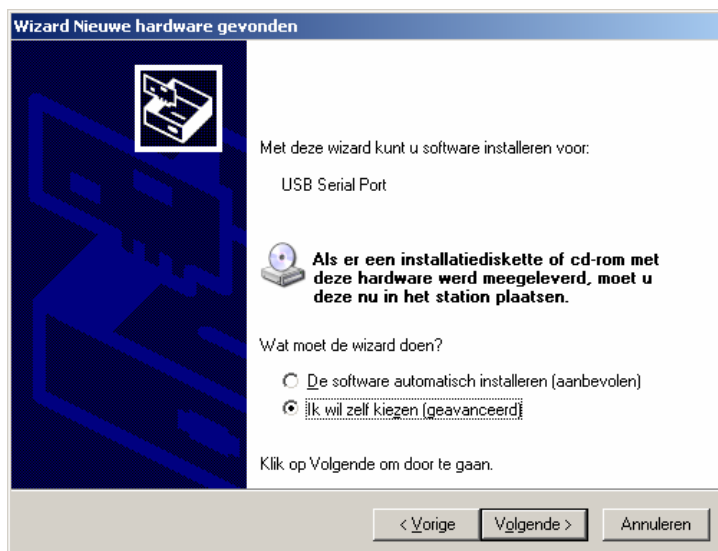 Wizard Nieuwe hardware gevonden
Met deze wizard kunt u software installeren voor:
USB Serial Port
Als er een installatiediskette of cd-rom met
deze hardware werd meegeleverd, moet u
deze nu in het station plaatsen.
Wat moet de wizard doen?
De software automatisch installeren (aanbevolen)
Ik wil zelf kiezen (geavanceerd)
Klik op Volgende om door te gaan.
< Vorige Volgende > Annuleren